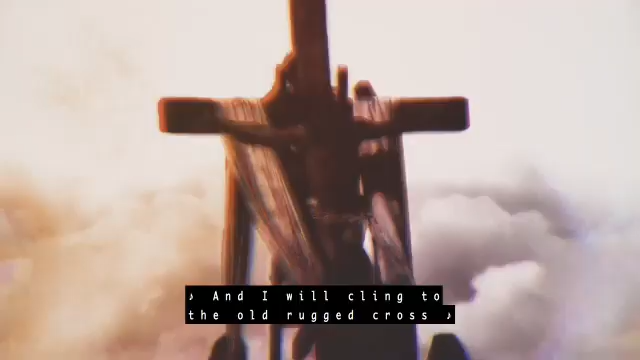 ♪ And I will cling to
the old rugged cross ♪